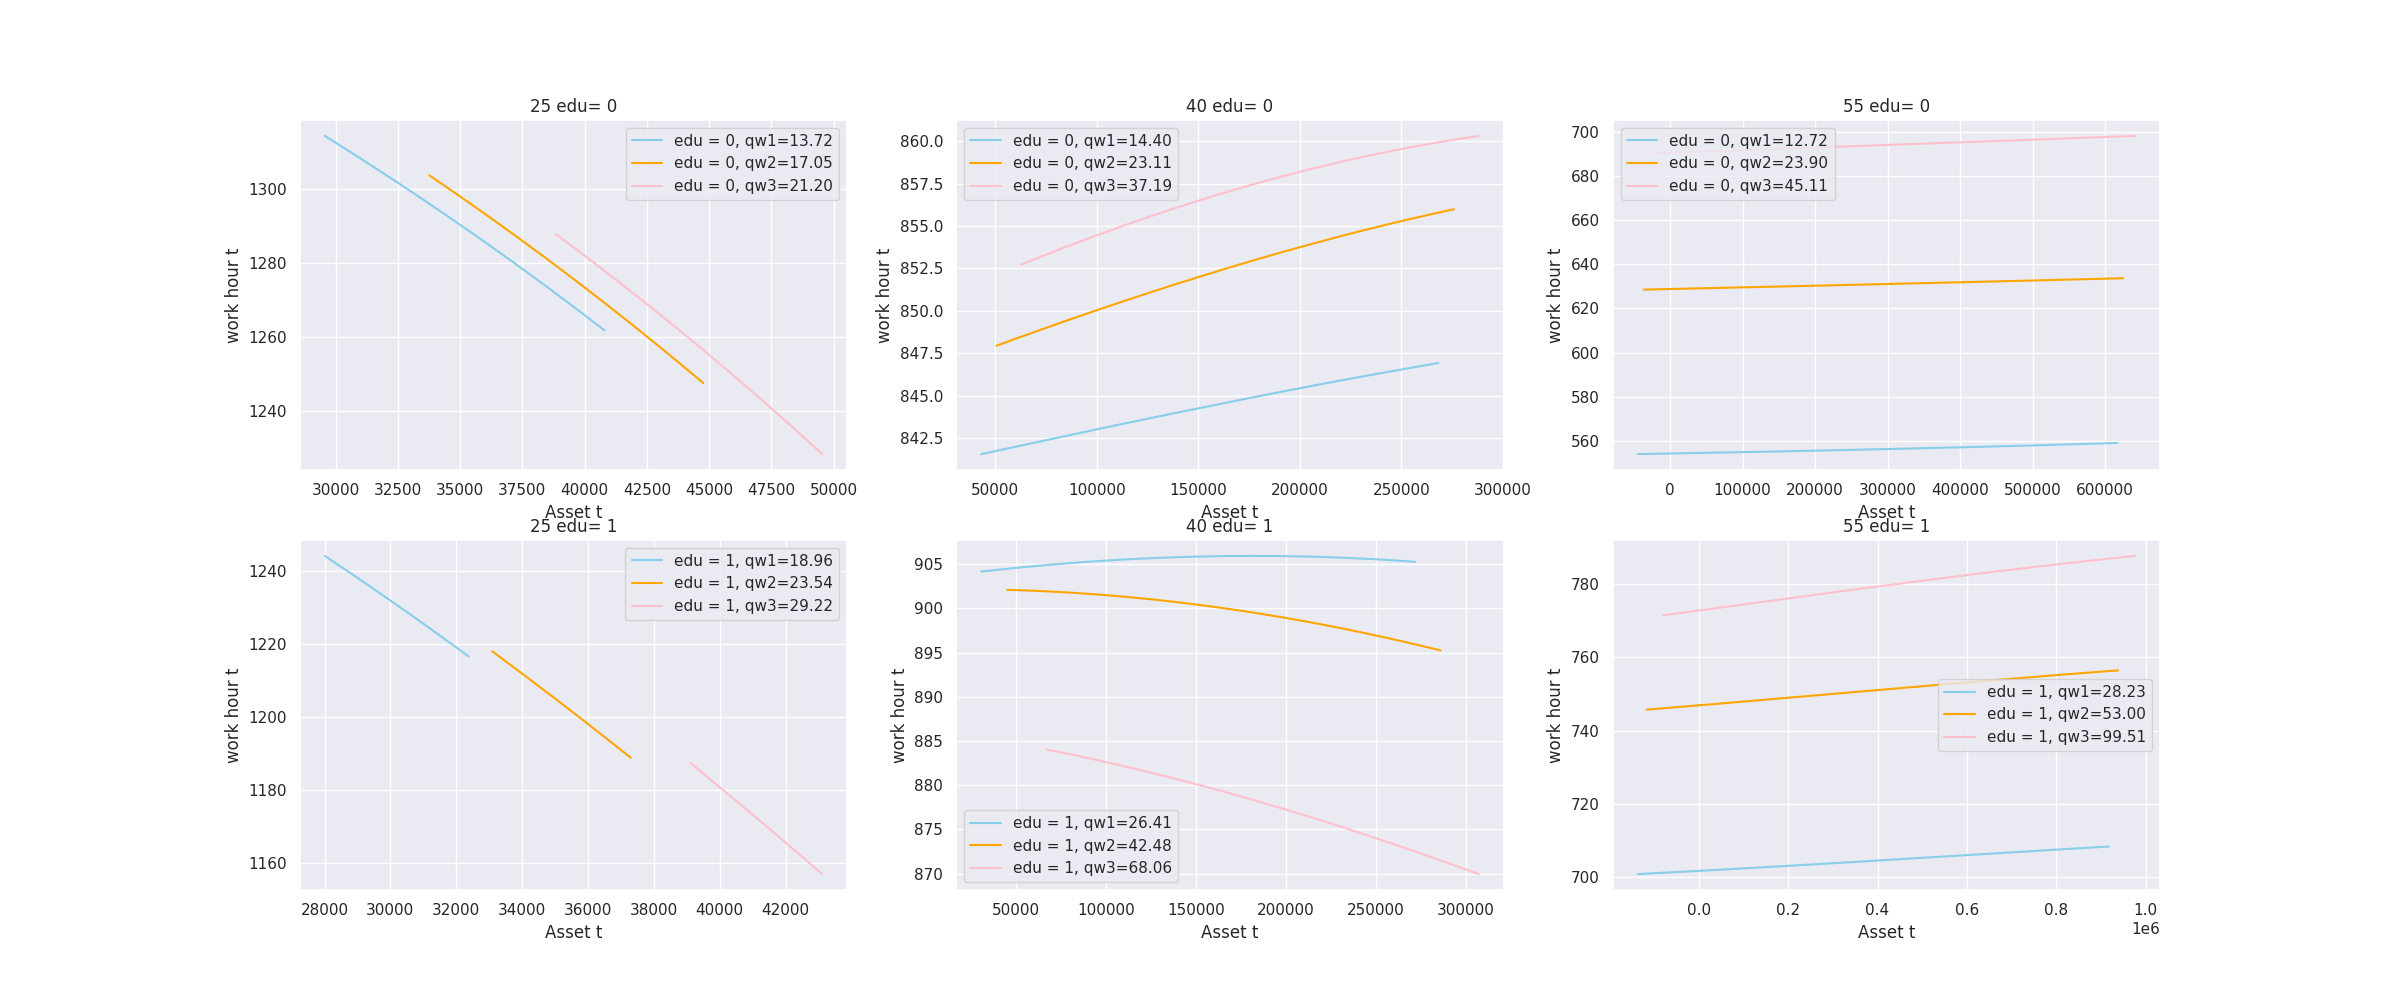 25 edu= 0
edu = 0, qw1=13.72
edu = 0, qw2=17.05
edu = 0, qw3=21.20
work hour t
1300
1280
1260
1240
30000 32500 35000 37500 40000 42500 45000 47500 50000
Asset t
40 edu= 0
edu = 0, qw1=14.40
edu = 0, qw2=23.11
edu = 0, qw3=37.19
work hour t
860.0
857.5
855.0
852.5
850.0
847.5
845.0
842.5
50000 100000 150000 200000 250000 300000
Asset t
55 edu= 0
edu = 0, qw1=12.72
edu = 0, qw2=23.90
edu = 0, qw3=45.11
work hour t
700
680
660
640
620
600
580
560
0 100000 200000 300000 400000 500000 600000
Asset t
25 edu= 1
edu = 1, qw1=18.96
edu = 1, qw2=23.54
edu = 1, qw3=29.22
work hour t
1240
1220
1200
1180
1160
28000 30000 32000 34000 36000 38000 40000 42000
Asset t
40 edu= 1
edu = 1, qw1=26.41
edu = 1, qw2=42.48
edu = 1, qw3=68.06
work hour t
905
900
895
890
885
880
875
870
50000 100000 150000 200000 250000 300000
Asset t
55 edu= 1
edu = 1, qw1=28.23
edu = 1, qw2=53.00
edu = 1, qw3=99.51
work hour t
780
760
740
720
700
0.0 0.2 0.4 0.6 0.8 1.0
1e6
Asset t